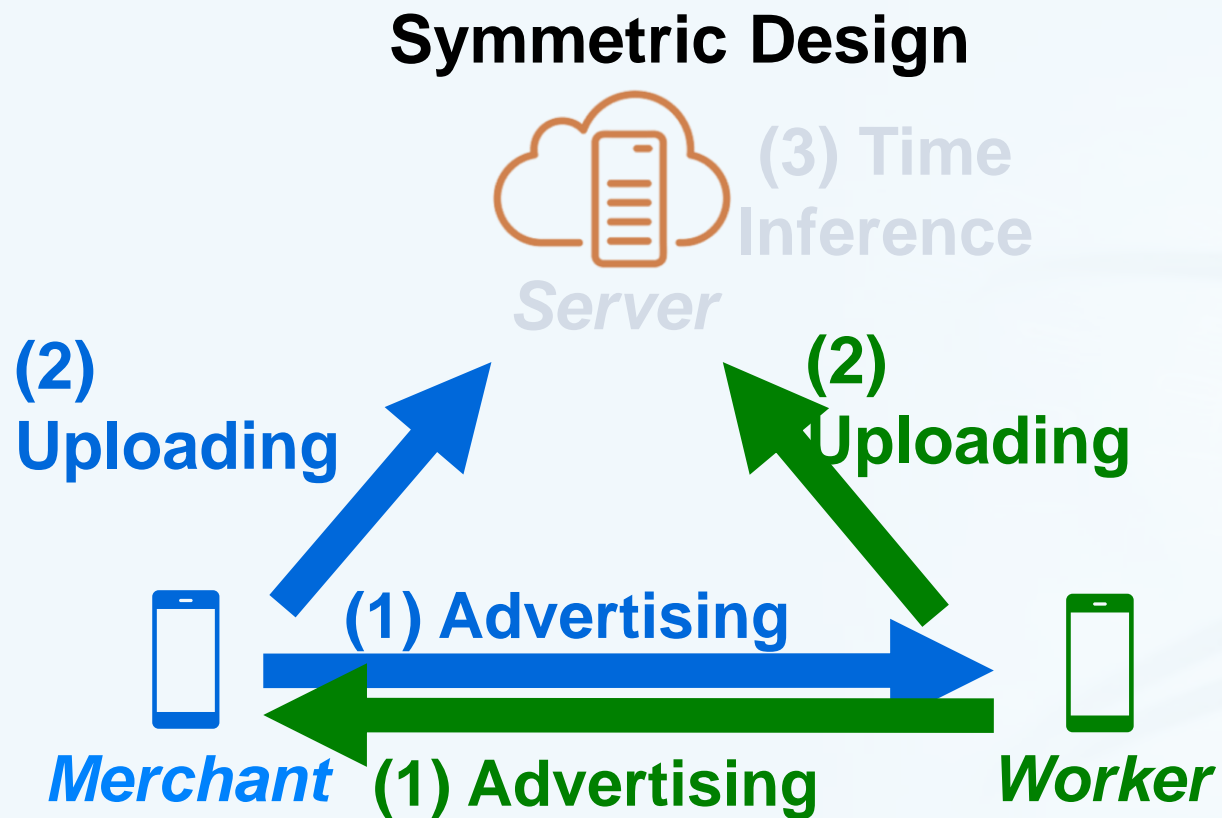 Symmetric Design
(3) Time
Inference
Server
(2)
Uploading
(2)
Uploading
(1) Advertising
Merchant
(1) Advertising
Worker